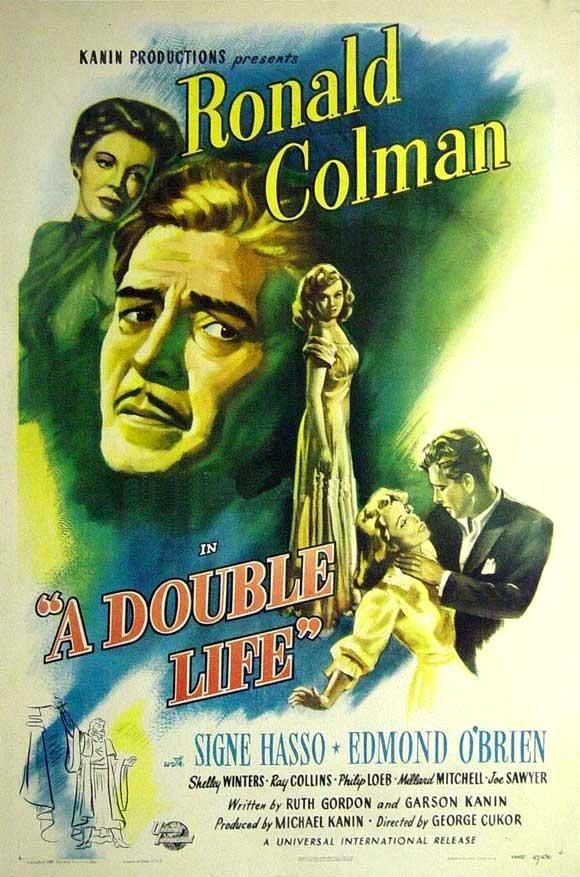 KANIN PRODUCTIONS presents
Ronald
Colman
IN
"A DOUBLE
LIFE"
with SIGNE HASSO ★ EDMOND O'BRIEN
Shelley WINTERS · Ray COLLINS · Philip LOEB · Millard MITCHELL · Joe SAWYER
Written by RUTH GORDON and GARSON KANIN
Produced by MICHAEL KANIN · Directed by GEORGE CUKOR
A UNIVERSAL INTERNATIONAL RELEASE